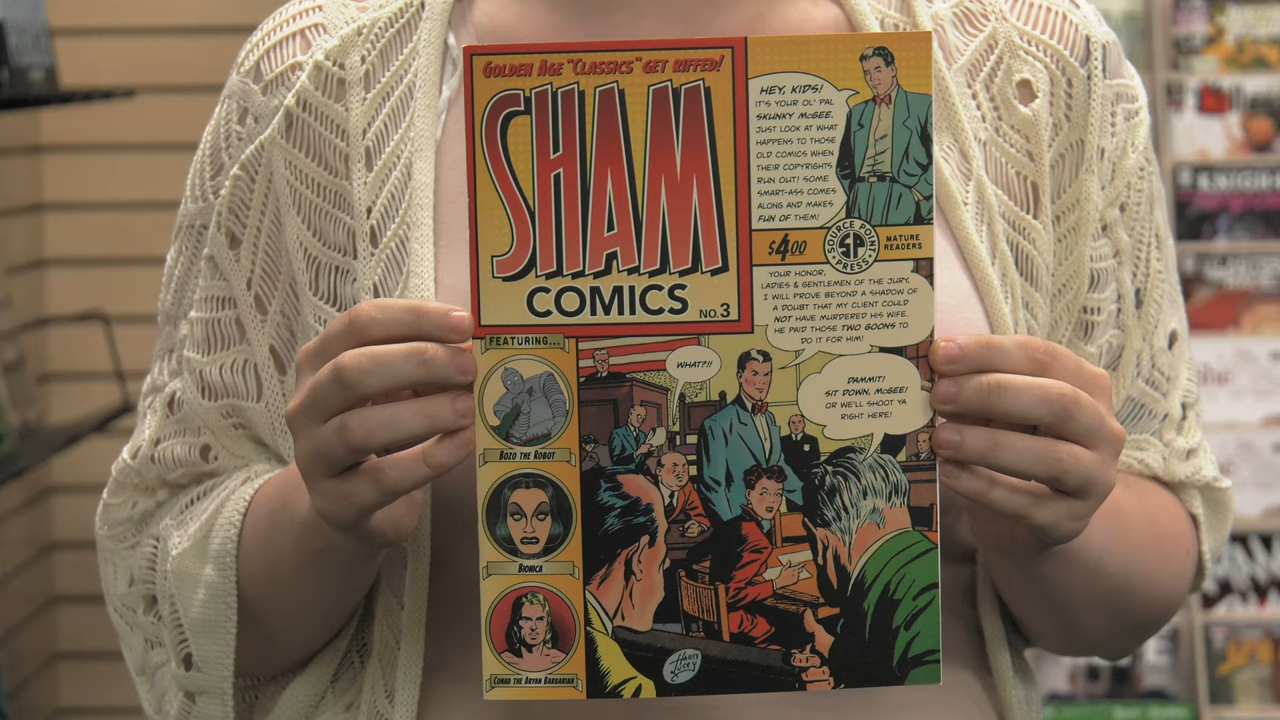 GOLDEN AGE "CLASSICS" GET RIFFED!
SHAM
COMICS
NO. 3
HEY, KIDS!
IT'S YOUR OL' PAL
SKUNKY McGEE.
JUST LOOK AT WHAT
HAPPENS TO THOSE
OLD COMICS WHEN
THEIR COPYRIGHTS
RUN OUT! SOME
SMART-ASS COMES
ALONG AND MAKES
FUN OF THEM!
$4.00
SOURCE POINT
SP
PRESS
MATURE
READERS
YOUR HONOR,
LADIES & GENTLEMEN OF THE JURY,
I WILL PROVE BEYOND A SHADOW OF
A DOUBT THAT MY CLIENT COULD
NOT HAVE MURDERED HIS WIFE.
HE PAID THOSE TWO GOONS TO
DO IT FOR HIM!
WHAT?!!
DAMMIT!
SIT DOWN, McGEE!
OR WE'LL SHOOT YA
RIGHT HERE!
FEATURING...
BOZO THE ROBOT
BIONICA
CONAD THE ARYAN BARBARIAN
HARRY
LUCEY